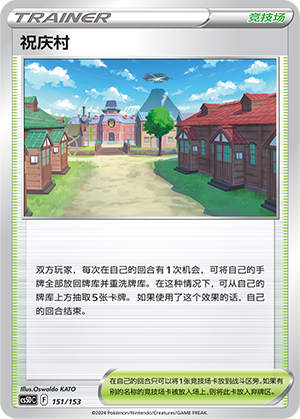 TRAINER
竞技场
祝庆村
双方玩家，每次在自己的回合有1次机会，可将自己的手
牌全部放回牌库并重洗牌库。在这种情况下，可从自己的
牌库上方抽取5张卡牌。 如果使用了这个效果的话，自己
的回合结束。
Illus.Oswaldo KATO
cs5D C F 151/153
在自己的回合只可以将1张竞技场卡放到战斗区旁。如果有
别的名称的竞技场卡被放入场上，则将此卡放入弃牌区。
©2024 Pokémon/Nintendo/Creatures/GAME FREAK.